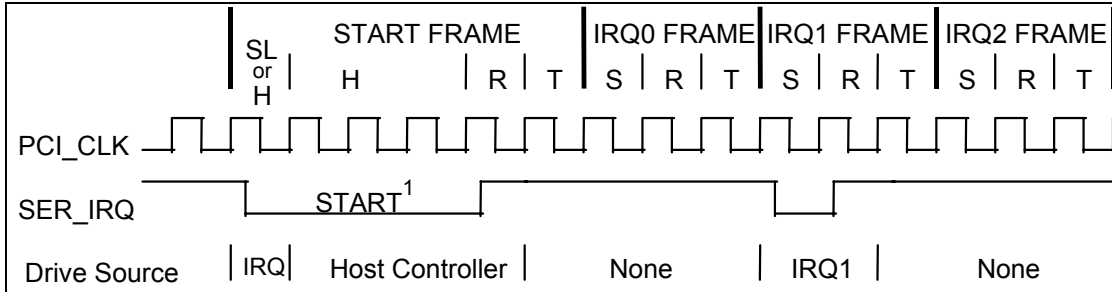 START FRAME IRQ0 FRAME IRQ1 FRAME IRQ2 FRAME
SL
or
H
H R T S R T S R T S R T
PCI_CLK
SER_IRQ START1
Drive Source IRQ Host Controller None IRQ1 None